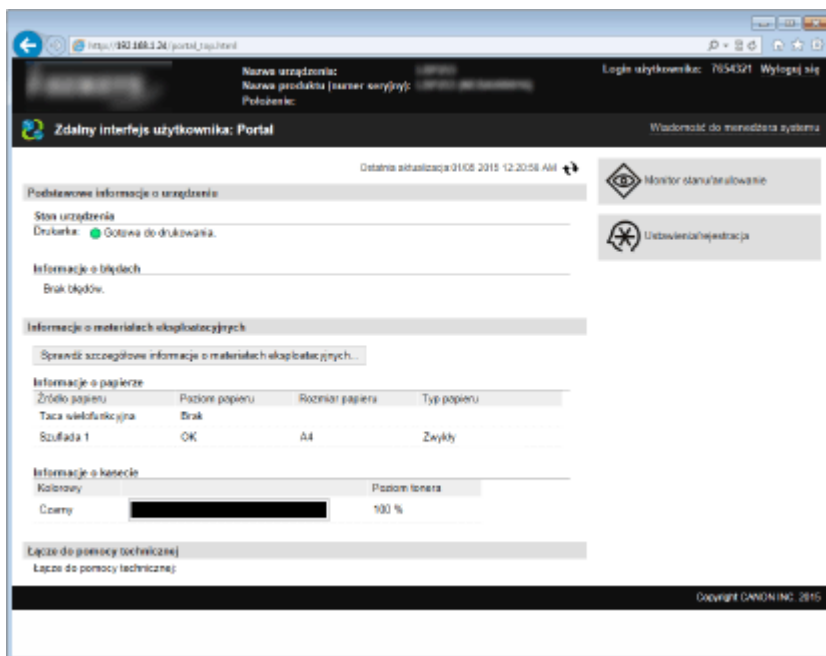 http://192.168.1.24/portal_top.html
Nazwa urządzenia:
Nazwa produktu (numer seryjny):
Położenie:
Login użytkownika: 7654321 Wyloguj się
Zdalny interfejs użytkownika: Portal
Wiadomość do menedżera systemu
Ostatnia aktualizacja:01/05 2015 12:20:56 AM
Monitor stanu/anulowanie
Ustawienia/rejestracja
Podstawowe informacje o urządzeniu
Stan urządzenia
Drukarka: Gotowa do drukowania.
Informacje o błędach
Brak błędów.
Informacje o materiałach eksploatacyjnych
Sprawdź szczegółowe informacje o materiałach eksploatacyjnych...
Informacje o papierze
Źródło papieru Poziom papieru Rozmiar papieru Typ papieru
Taca wielofunkcyjna Brak
Szuflada 1 OK A4 Zwykły
Informacje o kasecie
Kolorowy Poziom tonera
Czarny 100 %
Łącze do pomocy technicznej
Łącze do pomocy technicznej:
Copyright CANON INC. 2015